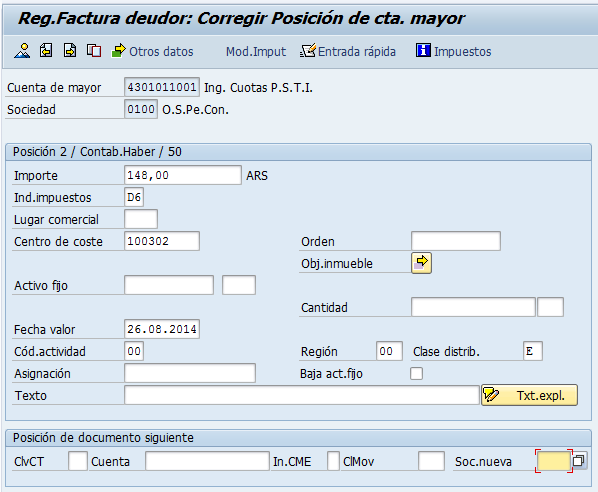 Reg.Factura deudor: Corregir Posición de cta. mayor
Otros datos Mod.Imput Entrada rápida Impuestos
Cuenta de mayor 4301011001 Ing. Cuotas P.S.T.I.
Sociedad 0100 O.S.Pe.Con.
Posición 2 / Contab.Haber / 50
Importe 148,00 ARS
Ind.impuestos D6
Lugar comercial
Centro de coste 100302 Orden
Obj.inmueble
Activo fijo
Cantidad
Fecha valor 26.08.2014
Cód.actividad 00 Región 00 Clase distrib. E
Asignación Baja act.fijo
Texto Txt.expl.
Posición de documento siguiente
ClvCT Cuenta In.CME ClMov Soc.nueva